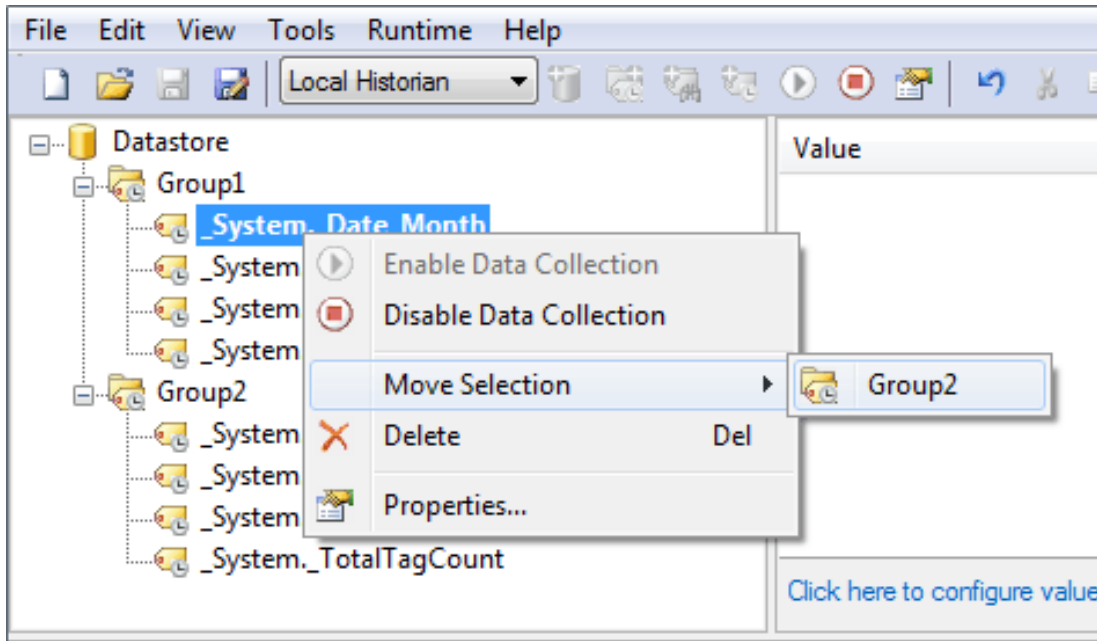 File Edit View Tools Runtime Help
Local Historian
Datastore
Value
Group1
_System._Date_Month
_System
Enable Data Collection
_System
Disable Data Collection
_System
Group2
Move Selection
Group2
_System
Delete Del
_System
_System
Properties...
_System._TotalTagCount
Click here to configure value